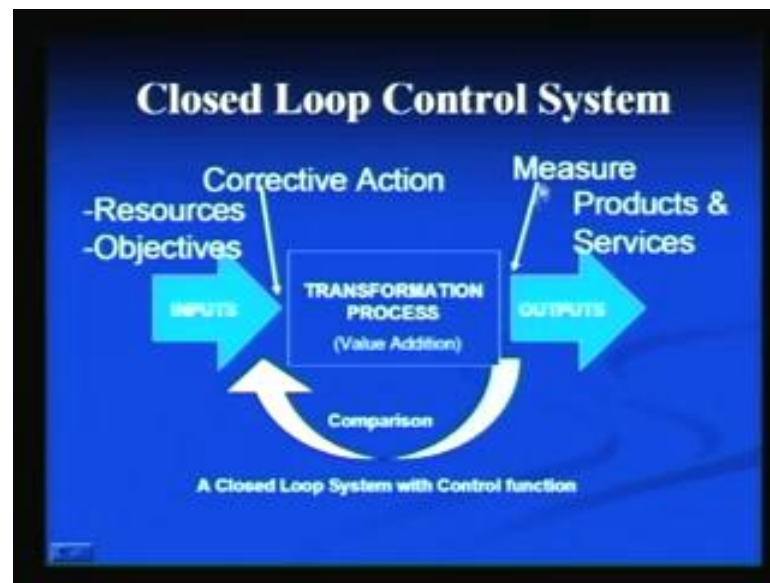 Closed Loop Control System
Corrective Action
-Resources
-Objectives
Measure
Products &
Services
INPUTS
TRANSFORMATION
PROCESS
(Value Addition)
OUTPUTS
Comparison
A Closed Loop System with Control function